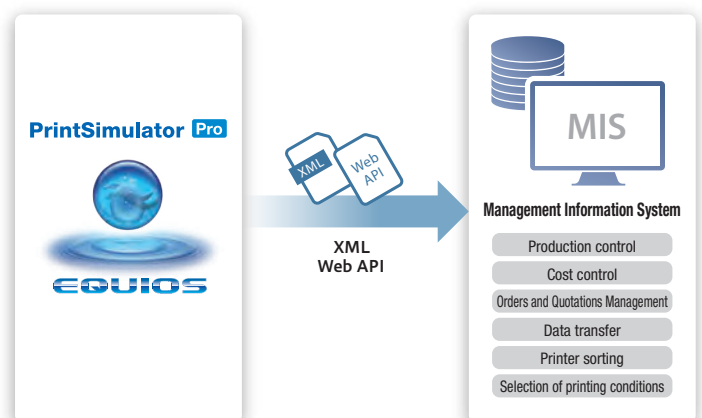 PrintSimulator Pro
EQUIOS
XML
Web
API
XML
Web API
MIS
Management Information System
Production control
Cost control
Orders and Quotations Management
Data transfer
Printer sorting
Selection of printing conditions